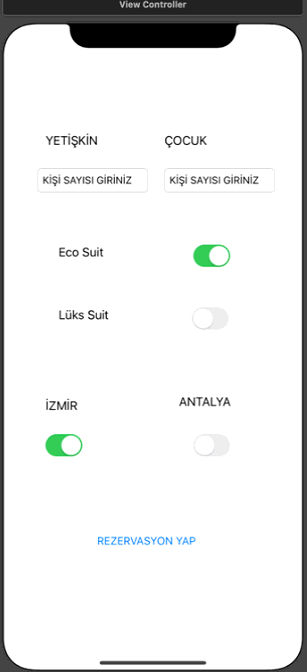 View Controller
YETİŞKİN
ÇOCUK
KİŞİ SAYISI GİRİNİZ
KİŞİ SAYISI GİRİNİZ
Eco Suit
Lüks Suit
İZMİR
ANTALYA
REZERVASYON YAP